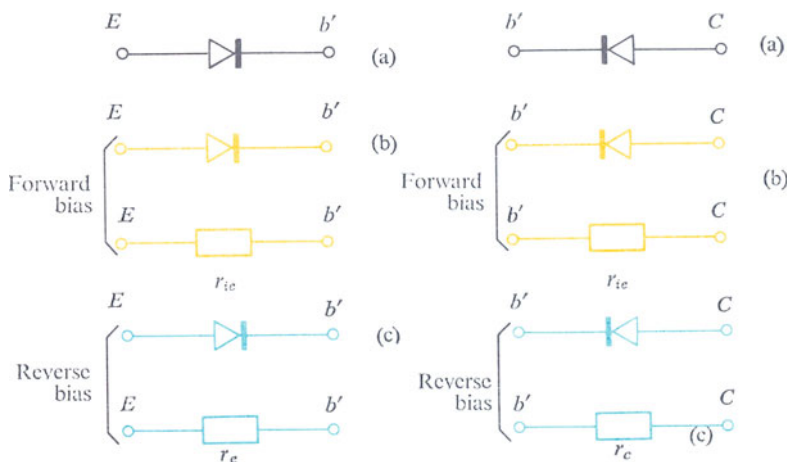 E b′ (a)
E b′ (b)
Forward
bias
E b′
r_ie
E b′ (c)
Reverse
bias
E b′
r_e
b′ C (a)
b′ C
Forward
bias (b)
b′ C
r_ie
b′ C
Reverse
bias
b′ C
r_c (c)